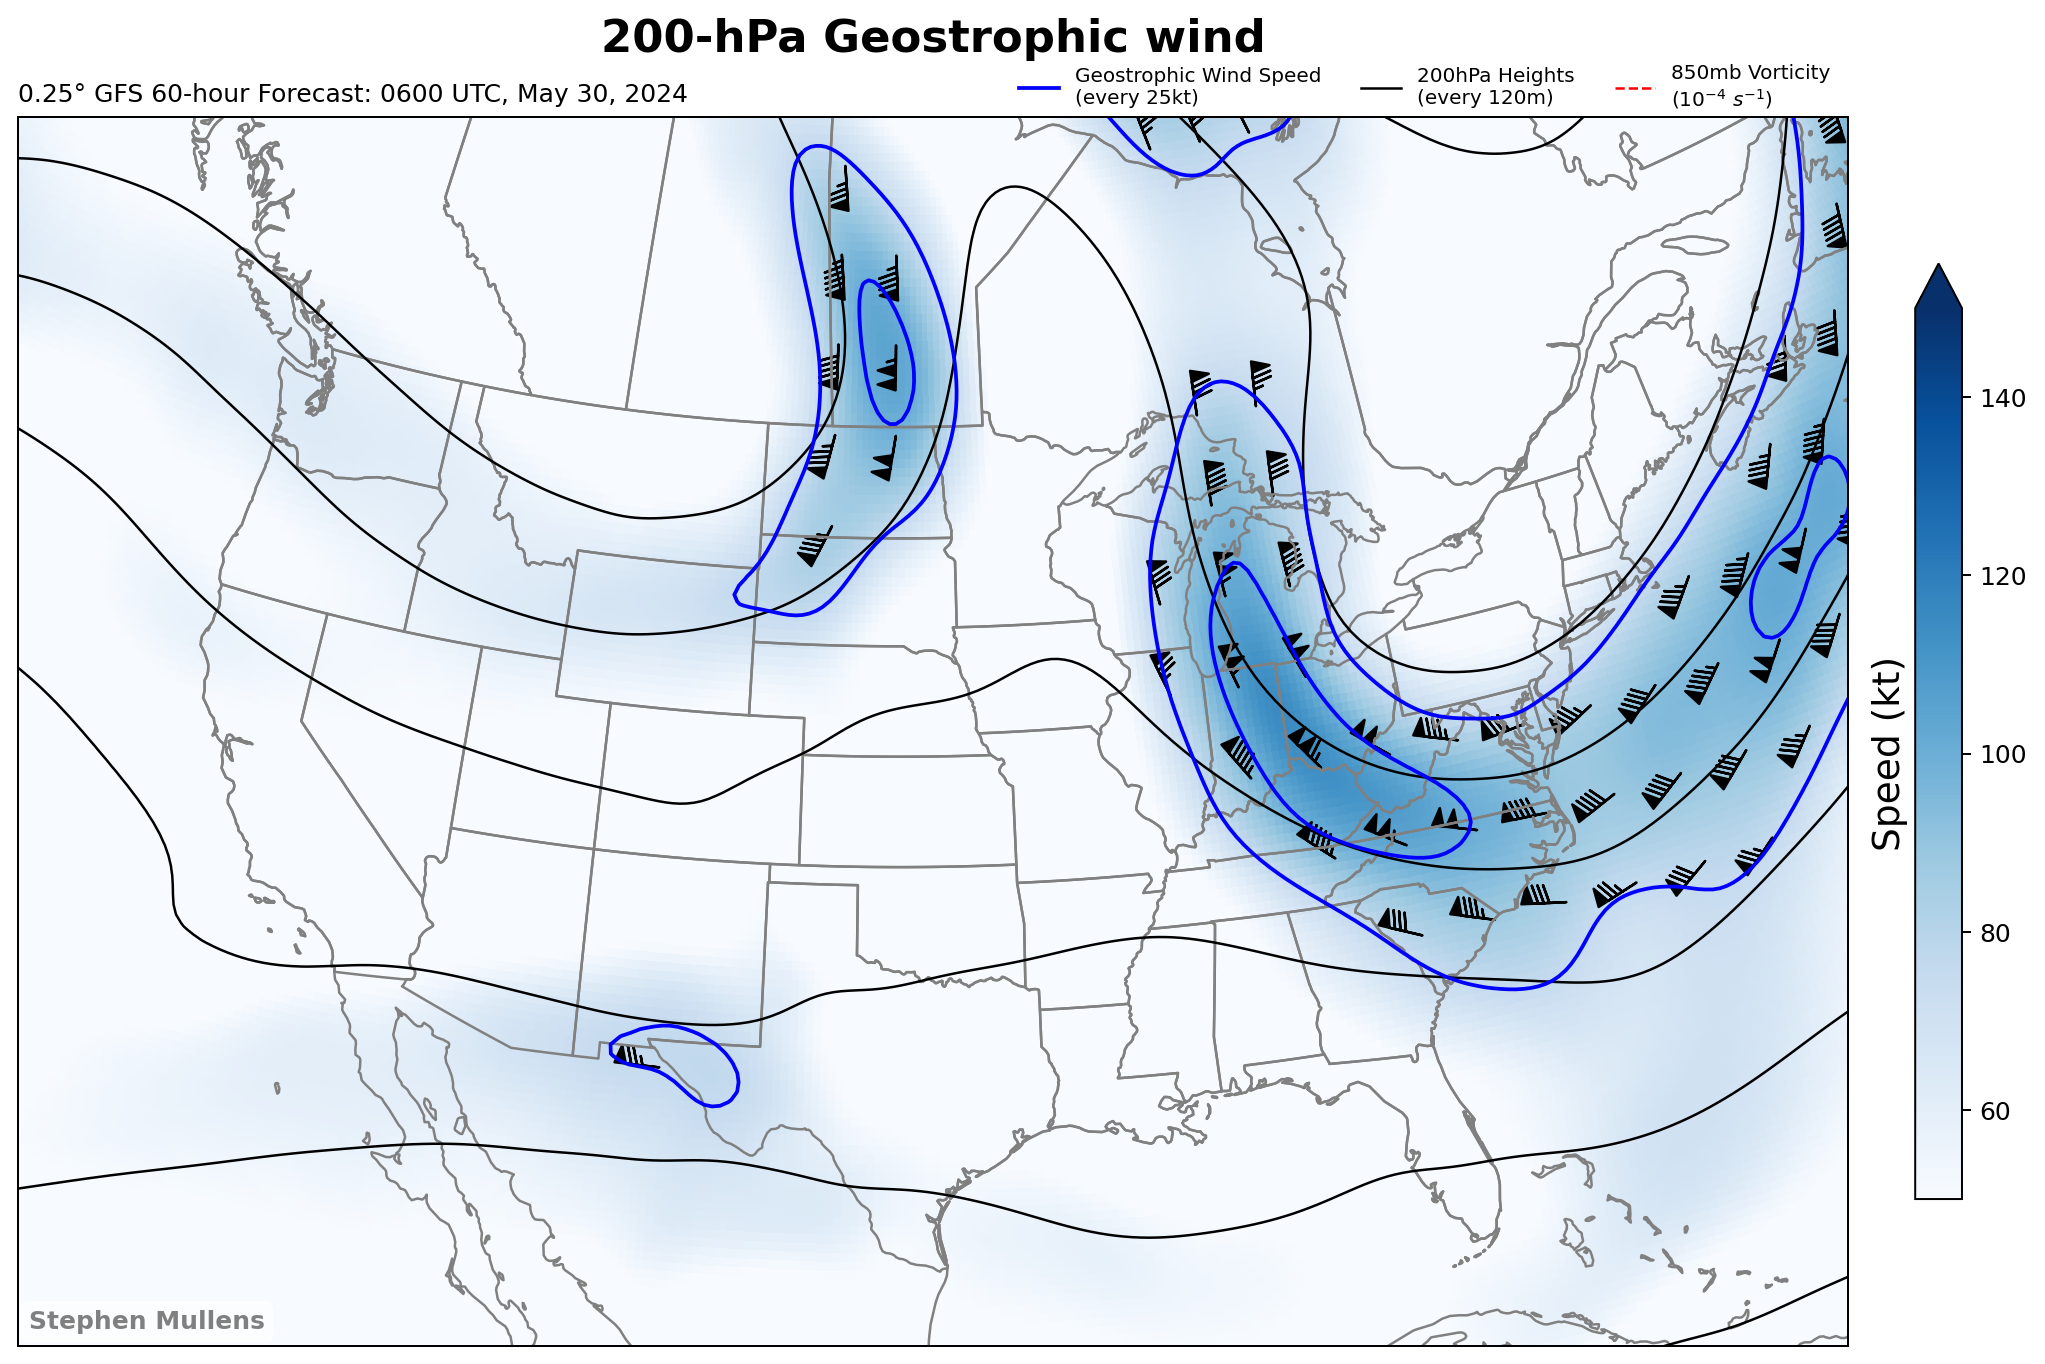 200-hPa Geostrophic wind
0.25° GFS 60-hour Forecast: 0600 UTC, May 30, 2024
Geostrophic Wind Speed
(every 25kt)
200hPa Heights
(every 120m)
850mb Vorticity
(10⁻⁴ s⁻¹)
140
120
100
80
60
Speed (kt)
Stephen Mullens